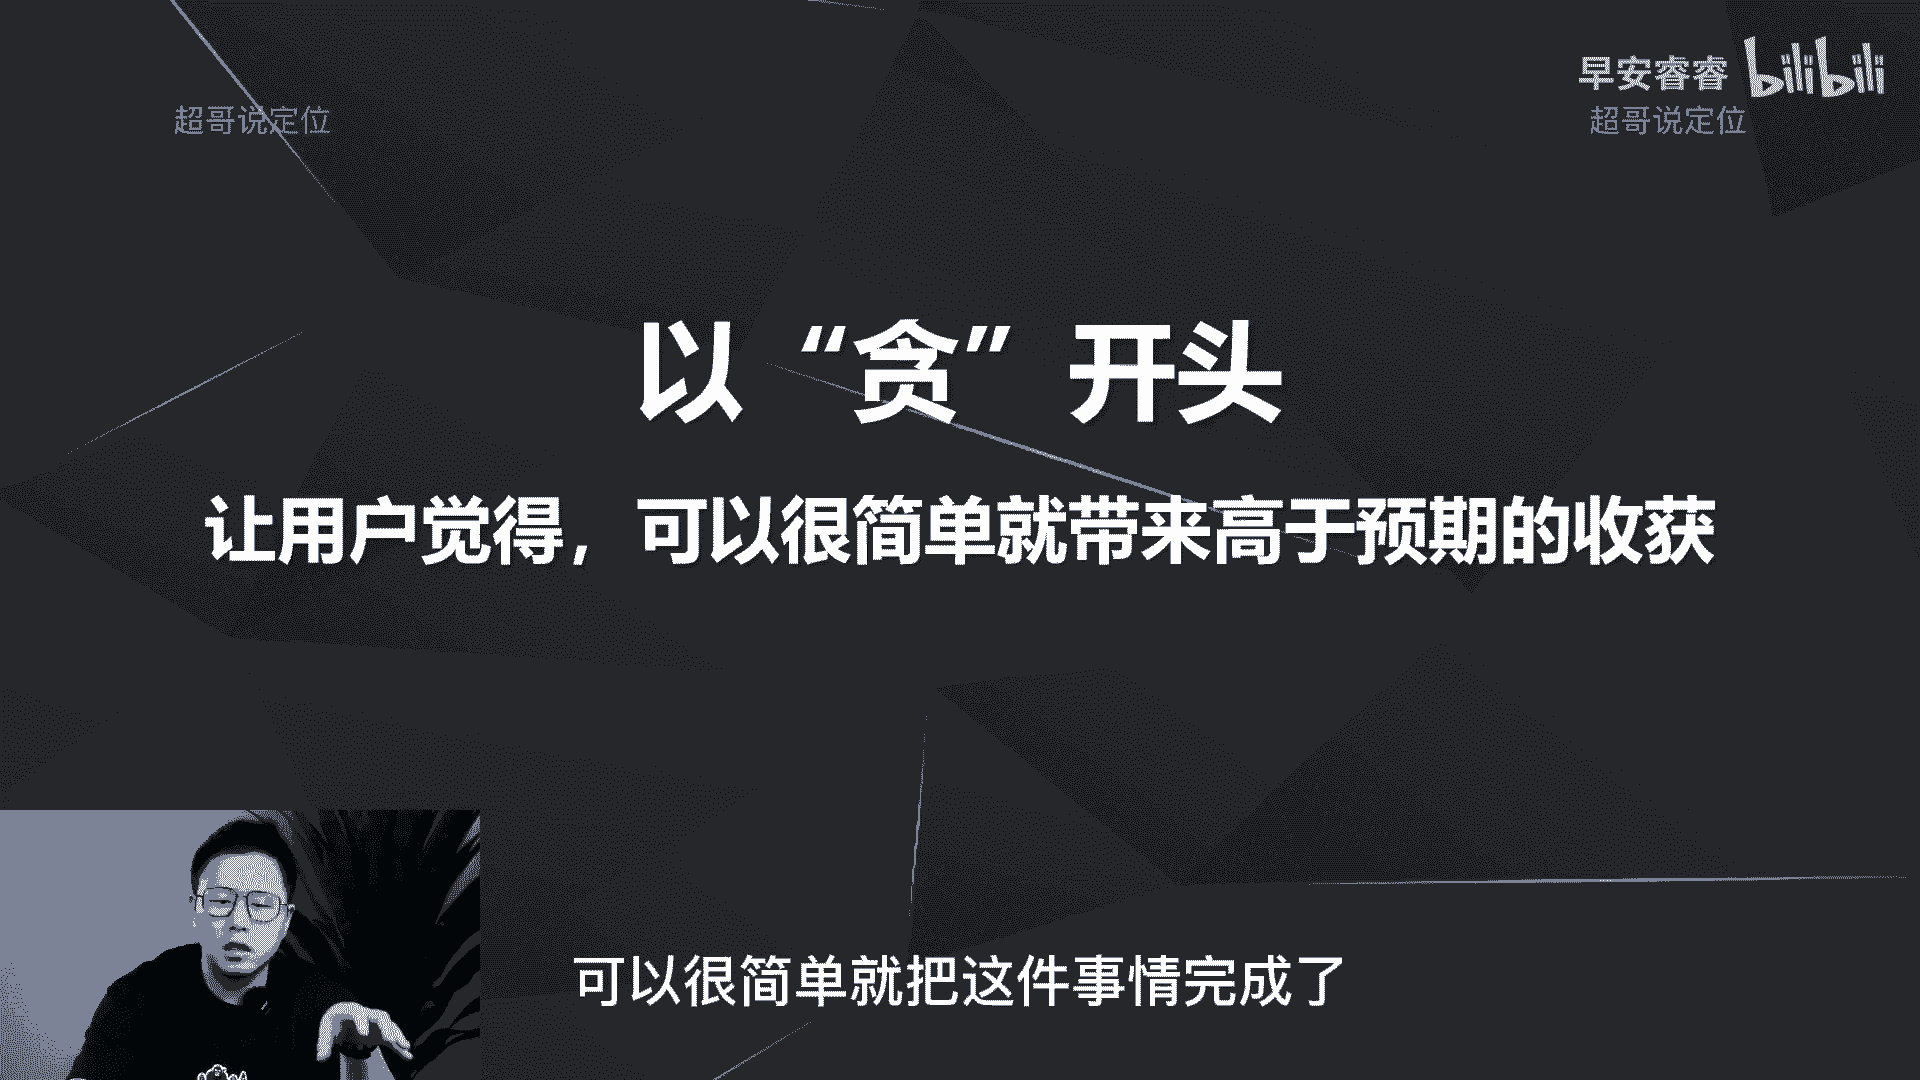 早安睿睿 bilibili
超哥说定位
超哥说定位
以“贪”开头
让用户觉得，可以很简单就带来高于预期的收获
可以很简单就把这件事情完成了